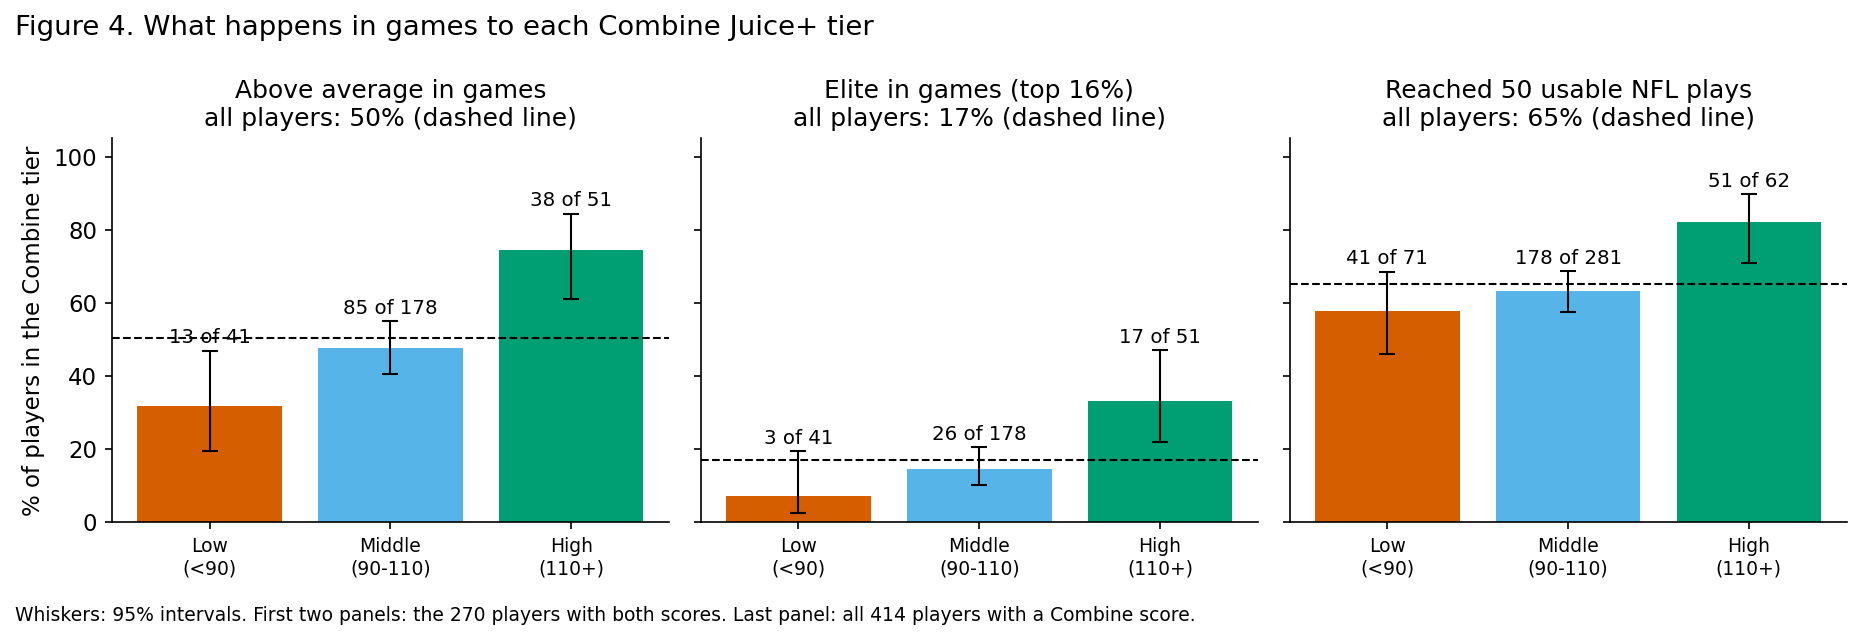 Figure 4. What happens in games to each Combine Juice+ tier
Above average in games
all players: 50% (dashed line)
Elite in games (top 16%)
all players: 17% (dashed line)
Reached 50 usable NFL plays
all players: 65% (dashed line)
% of players in the Combine tier
100
80
60
40
20
0
13 of 41
85 of 178
38 of 51
3 of 41
26 of 178
17 of 51
41 of 71
178 of 281
51 of 62
Low
(<90)
Middle
(90-110)
High
(110+)
Low
(<90)
Middle
(90-110)
High
(110+)
Low
(<90)
Middle
(90-110)
High
(110+)
Whiskers: 95% intervals. First two panels: the 270 players with both scores. Last panel: all 414 players with a Combine score.